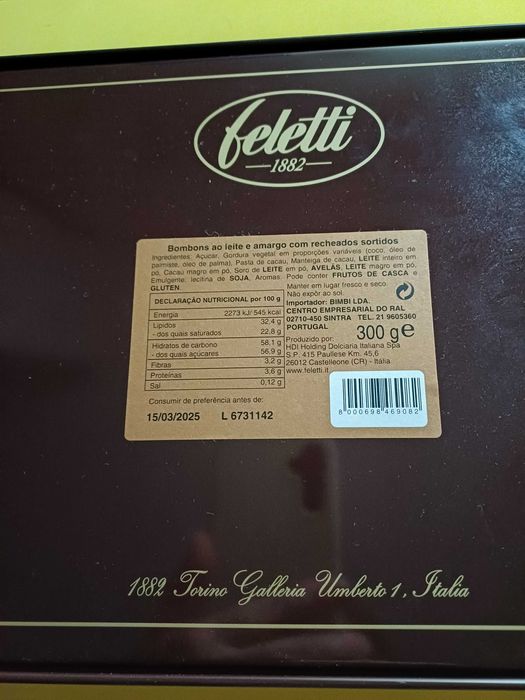 feletti
1882
Bombons ao leite e amargo com recheados sortidos
Ingredientes: Açucar, Gordura vegetal em proporções variáveis (coco, óleo de
palmiste, óleo de palma), Pasta de cacau, Manteiga de cacau, LEITE inteiro em
pó, Cacau magro em pó, Soro de LEITE em pó, AVELÃS, LEITE magro em pó,
Emulgente: lecitina de SOJA, Aromas. Pode conter FRUTOS DE CASCA e
GLÚTEN.
Manter em lugar fresco e seco.
Não expôr ao sol.
DECLARAÇÃO NUTRICIONAL por 100 g
Energia 2273 kJ/ 545 kcal
Lípidos 32,4 g
- dos quais saturados 22,8 g
Hidratos de carbono 58,1 g
- dos quais açúcares 56,9 g
Fibras 3,2 g
Proteínas 3,6 g
Sal 0,12 g
Importador: BIMBI LDA.
CENTRO EMPRESARIAL DO RAL
02710-450 SINTRA TEL. 21 9605360
PORTUGAL
300 g e
Produzido por:
HDI Holding Dolciaria Italiana Spa
S.P. 415 Paullese Km. 45,6
26012 Castelleone (CR) - Itália
www.feletti.it
Consumir de preferência antes de:
15/03/2025 L 6731142
8 000698 469082
1882 Torino Galleria Umberto 1, Italia